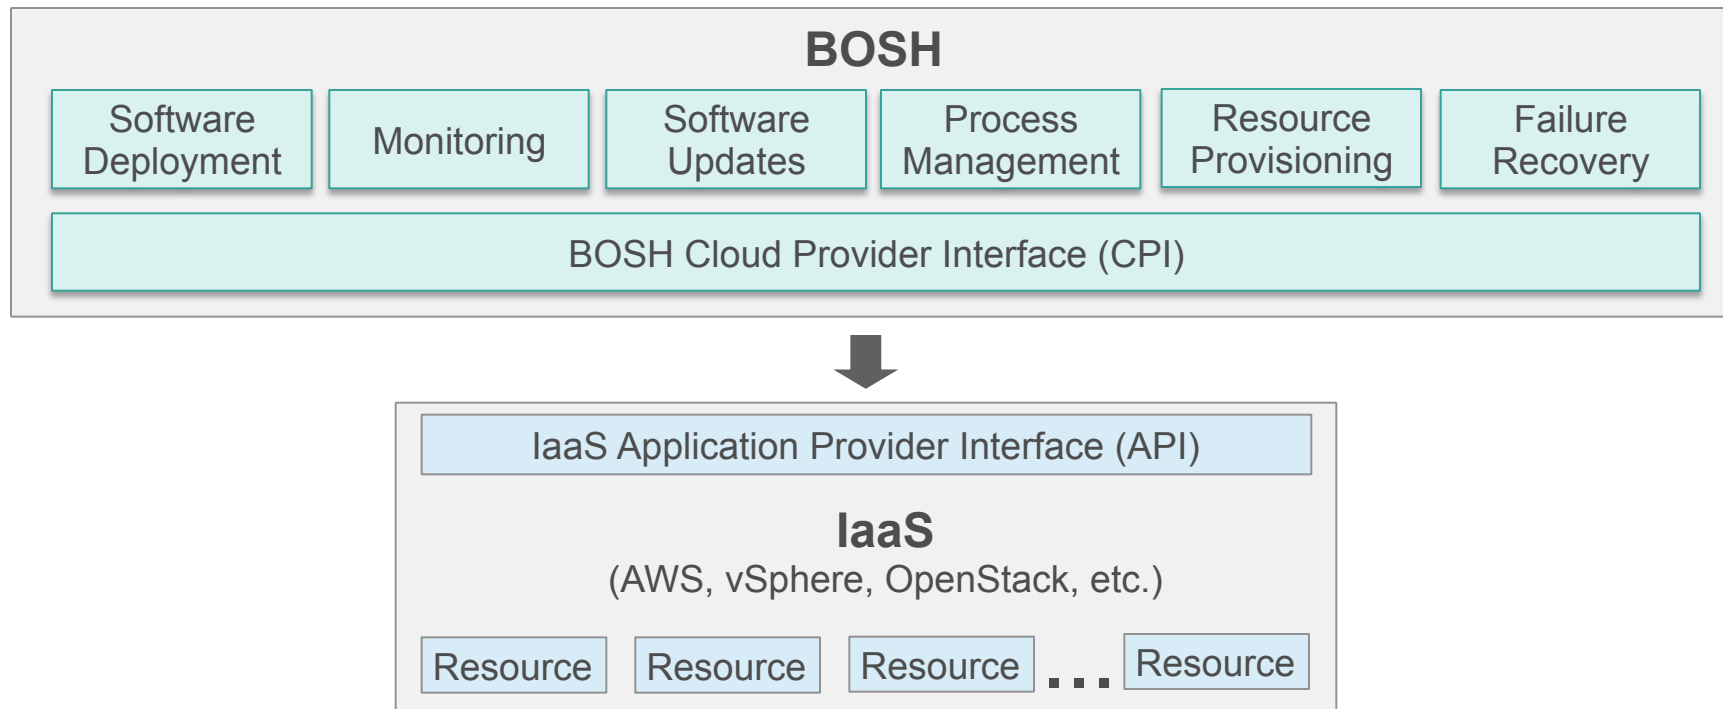 BOSH
Software
Deployment
Monitoring
Software
Updates
Process
Management
Resource
Provisioning
Failure
Recovery
BOSH Cloud Provider Interface (CPI)
IaaS Application Provider Interface (API)
IaaS
(AWS, vSphere, OpenStack, etc.)
Resource Resource Resource ... Resource